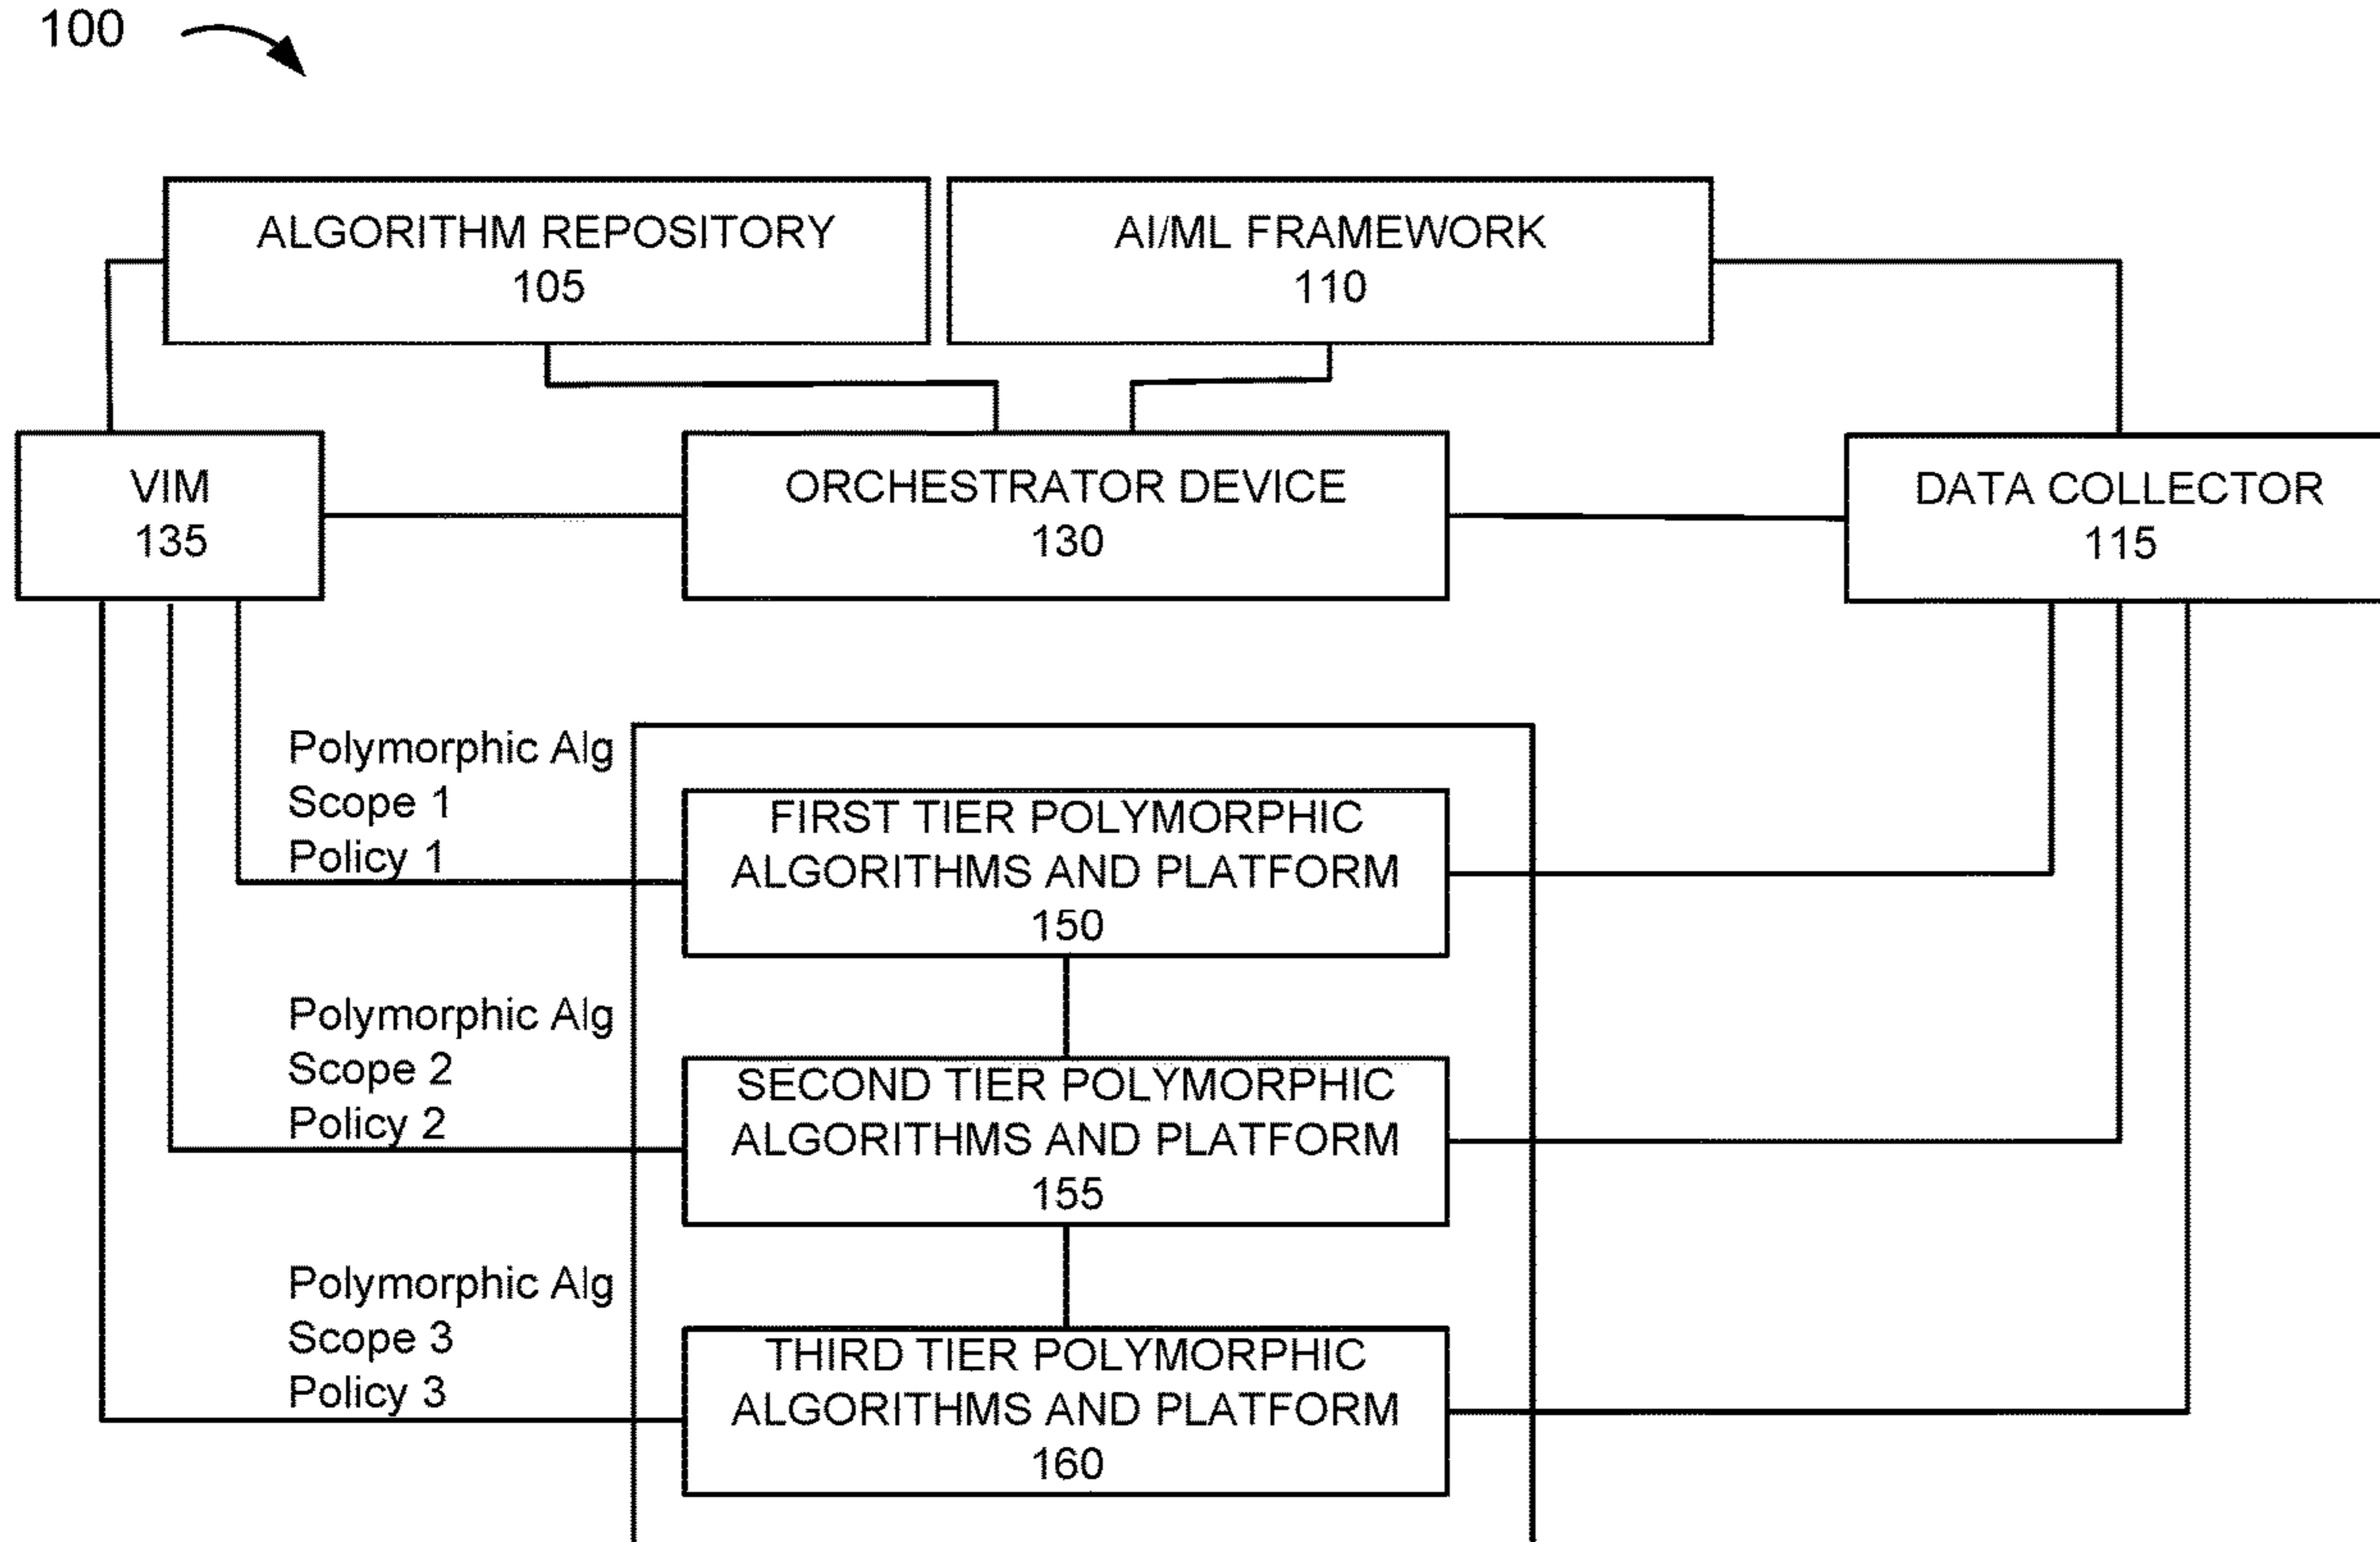 100
ALGORITHM REPOSITORY
105
AI/ML FRAMEWORK
110
VIM
135
ORCHESTRATOR DEVICE
130
DATA COLLECTOR
115
Polymorphic Alg
Scope 1
Policy 1
FIRST TIER POLYMORPHIC
ALGORITHMS AND PLATFORM
150
Polymorphic Alg
Scope 2
Policy 2
SECOND TIER POLYMORPHIC
ALGORITHMS AND PLATFORM
155
Polymorphic Alg
Scope 3
Policy 3
THIRD TIER POLYMORPHIC
ALGORITHMS AND PLATFORM
160